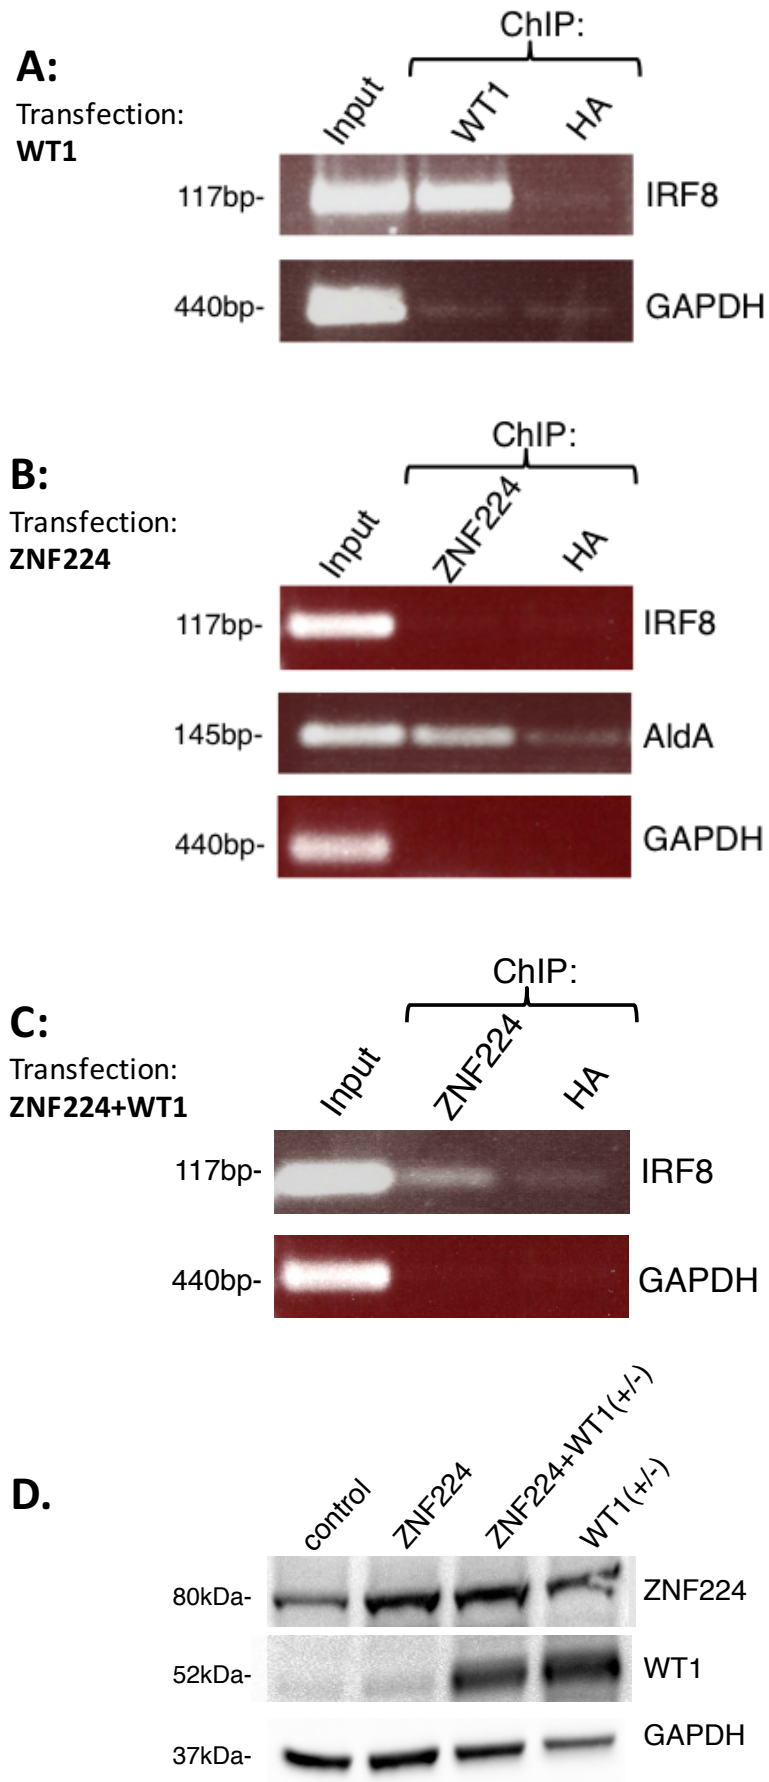 ChIP:
A:
Transfection:
WT1
Input WT1 HA
117bp- IRF8
440bp- GAPDH
ChIP:
B:
Transfection:
ZNF224
Input ZNF224 HA
117bp- IRF8
145bp- AldA
440bp- GAPDH
ChIP:
C:
Transfection:
ZNF224+WT1
Input ZNF224 HA
117bp- IRF8
440bp- GAPDH
D.
control ZNF224 ZNF224+WT1(+/-) WT1(+/-)
80kDa- ZNF224
52kDa- WT1
37kDa- GAPDH